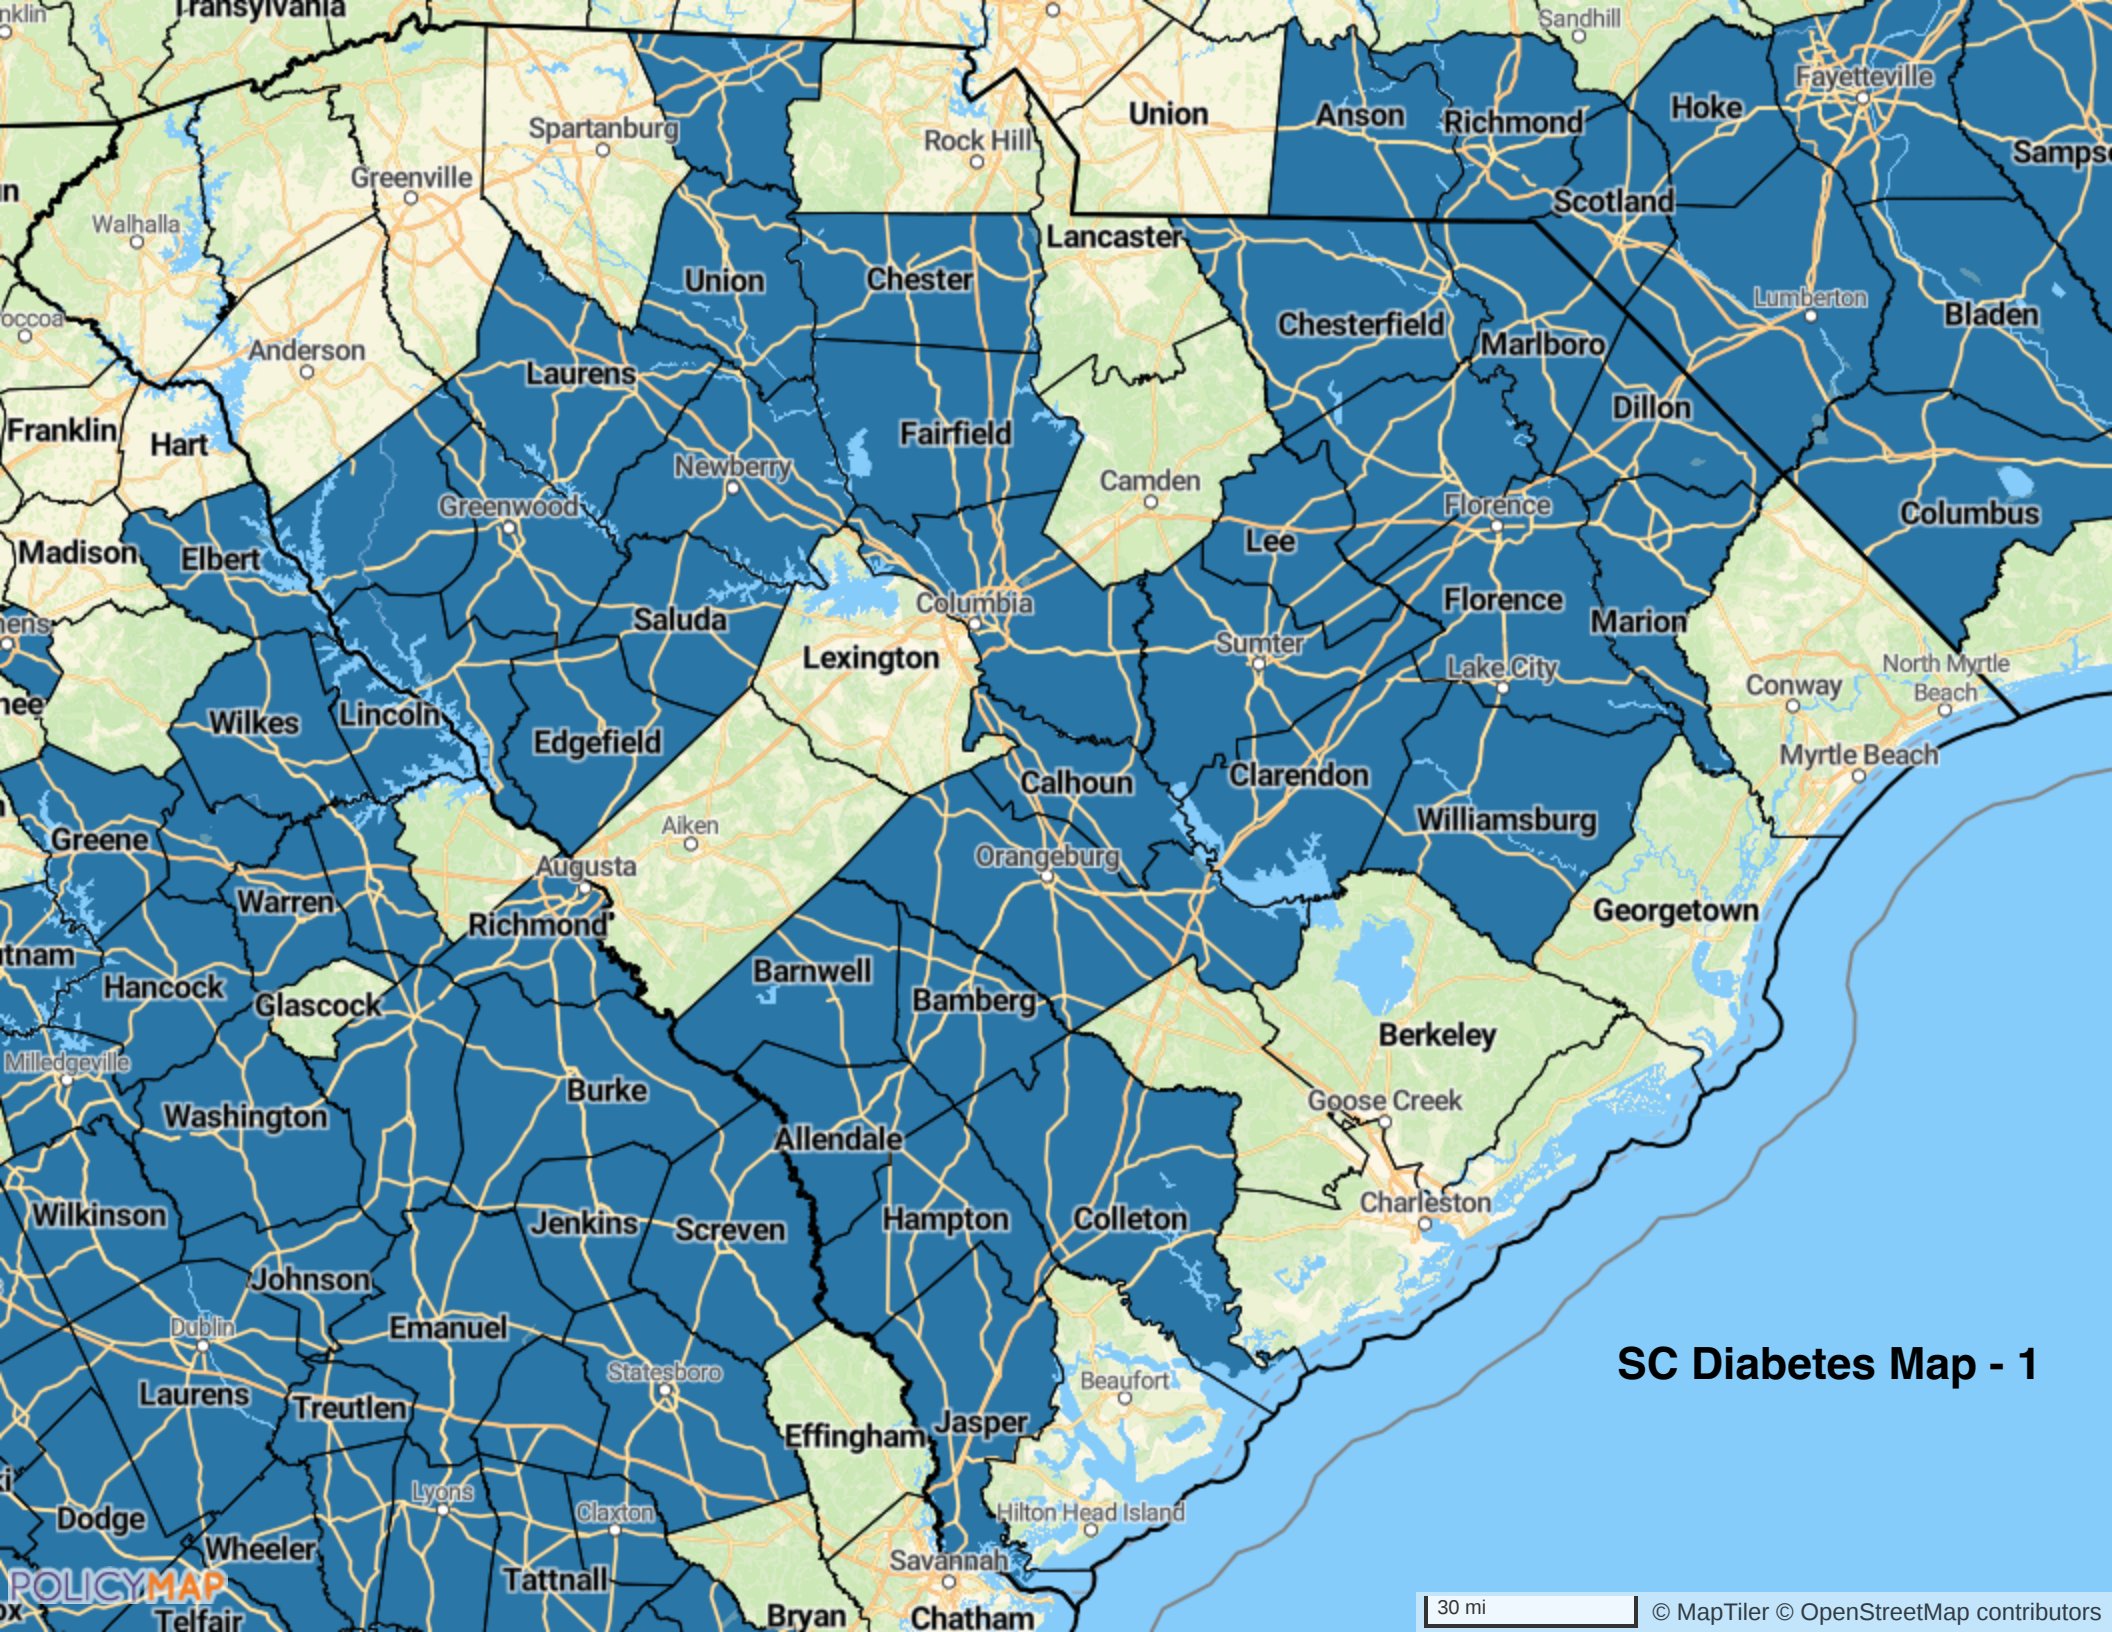 Transylvania
Sandhill
Fayetteville
Union
Anson
Richmond
Hoke
Spartanburg
Rock Hill
Greenville
Scotland
Walhalla
Lancaster
Union
Chester
Lumberton
Bladen
Chesterfield
Marlboro
Anderson
Laurens
Dillon
Franklin
Hart
Fairfield
Newberry
Camden
Greenwood
Florence
Columbus
Madison
Elbert
Lee
Columbia
Florence
Saluda
Marion
Sumter
Lexington
Lake City
North Myrtle
Beach
Conway
Wilkes
Lincoln
Edgefield
Myrtle Beach
Calhoun
Clarendon
Williamsburg
Aiken
Greene
Orangeburg
Augusta
Warren
Richmond
Georgetown
Barnwell
Hancock
Glascock
Bamberg
Berkeley
Milledgeville
Burke
Goose Creek
Washington
Allendale
Charleston
Wilkinson
Jenkins
Screven
Hampton
Colleton
Johnson
Dublin
Emanuel
SC Diabetes Map - 1
Statesboro
Beaufort
Laurens
Treutlen
Jasper
Effingham
Lyons
Claxton
Hilton Head Island
Dodge
Wheeler
Savannah
Tattnall
POLICYMAP
Telfair
Bryan
Chatham
30 mi
© MapTiler © OpenStreetMap contributors